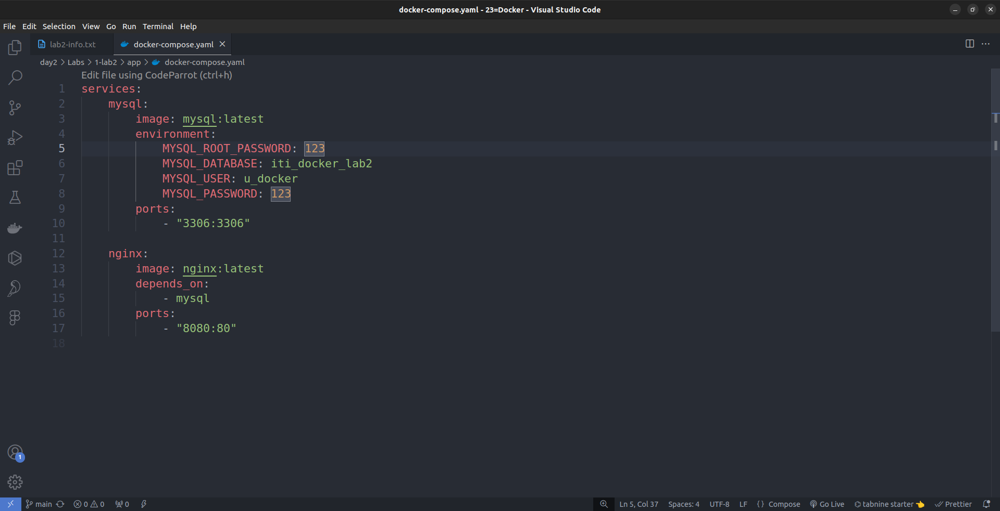 docker-compose.yaml - 23=Docker - Visual Studio Code
File Edit Selection View Go Run Terminal Help
lab2-info.txt docker-compose.yaml
day2 > Labs > 1-lab2 > app > docker-compose.yaml
Edit file using CodeParrot (ctrl+h)
1 services:
2     mysql:
3         image: mysql:latest
4         environment:
5             MYSQL_ROOT_PASSWORD: 123
6             MYSQL_DATABASE: iti_docker_lab2
7             MYSQL_USER: u_docker
8             MYSQL_PASSWORD: 123
9         ports:
10             - "3306:3306"
11
12     nginx:
13         image: nginx:latest
14         depends_on:
15             - mysql
16         ports:
17             - "8080:80"
18
1
main 0 0 0 Ln 5, Col 37 Spaces: 4 UTF-8 LF {} Compose Go Live tabnine starter Prettier